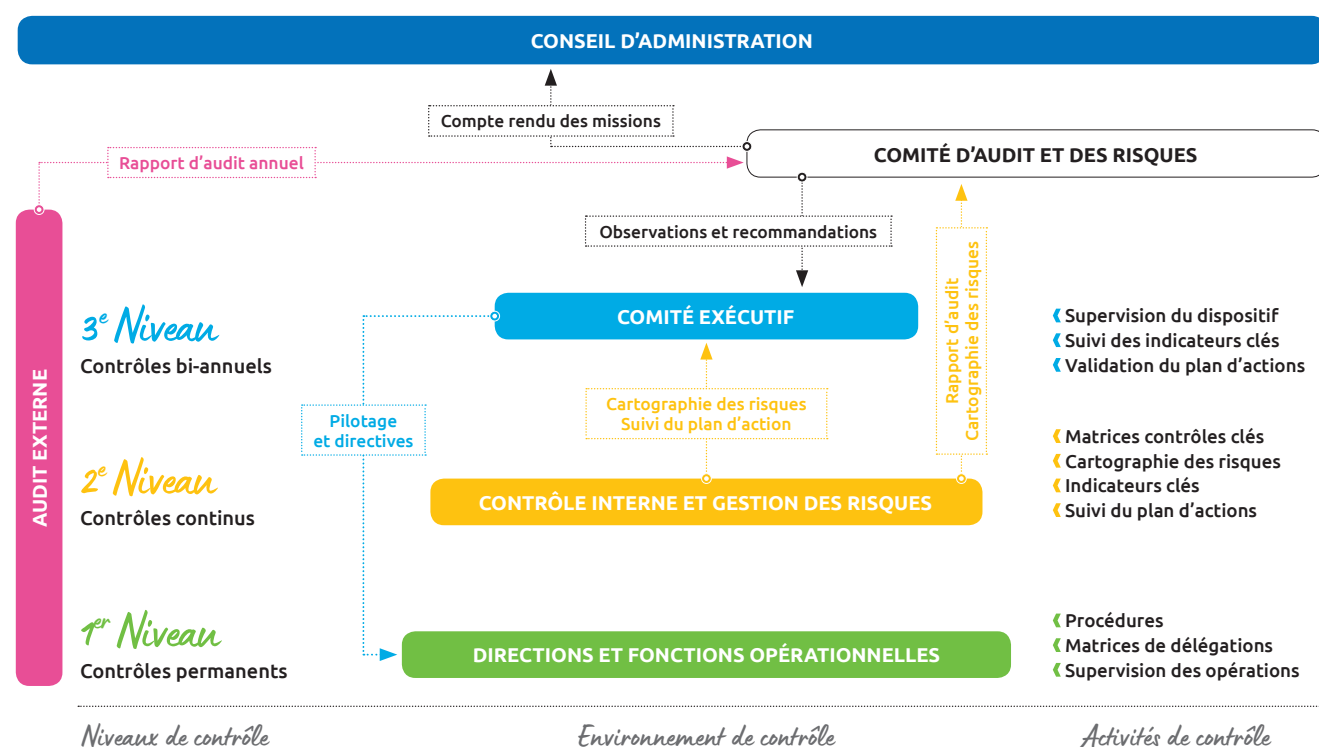 CONSEIL D'ADMINISTRATION
Compte rendu des missions
COMITÉ D'AUDIT ET DES RISQUES
Rapport d'audit annuel
Observations et recommandations
AUDIT EXTERNE
3e Niveau
Contrôles bi-annuels
COMITÉ EXÉCUTIF
Rapport d'audit
Cartographie des risques
❰ Supervision du dispositif
❰ Suivi des indicateurs clés
❰ Validation du plan d'actions
Pilotage
et directives
Cartographie des risques
Suivi du plan d'action
2e Niveau
Contrôles continus
CONTRÔLE INTERNE ET GESTION DES RISQUES
❰ Matrices contrôles clés
❰ Cartographie des risques
❰ Indicateurs clés
❰ Suivi du plan d'actions
1er Niveau
Contrôles permanents
DIRECTIONS ET FONCTIONS OPÉRATIONNELLES
❰ Procédures
❰ Matrices de délégations
❰ Supervision des opérations
Niveaux de contrôle
Environnement de contrôle
Activités de contrôle